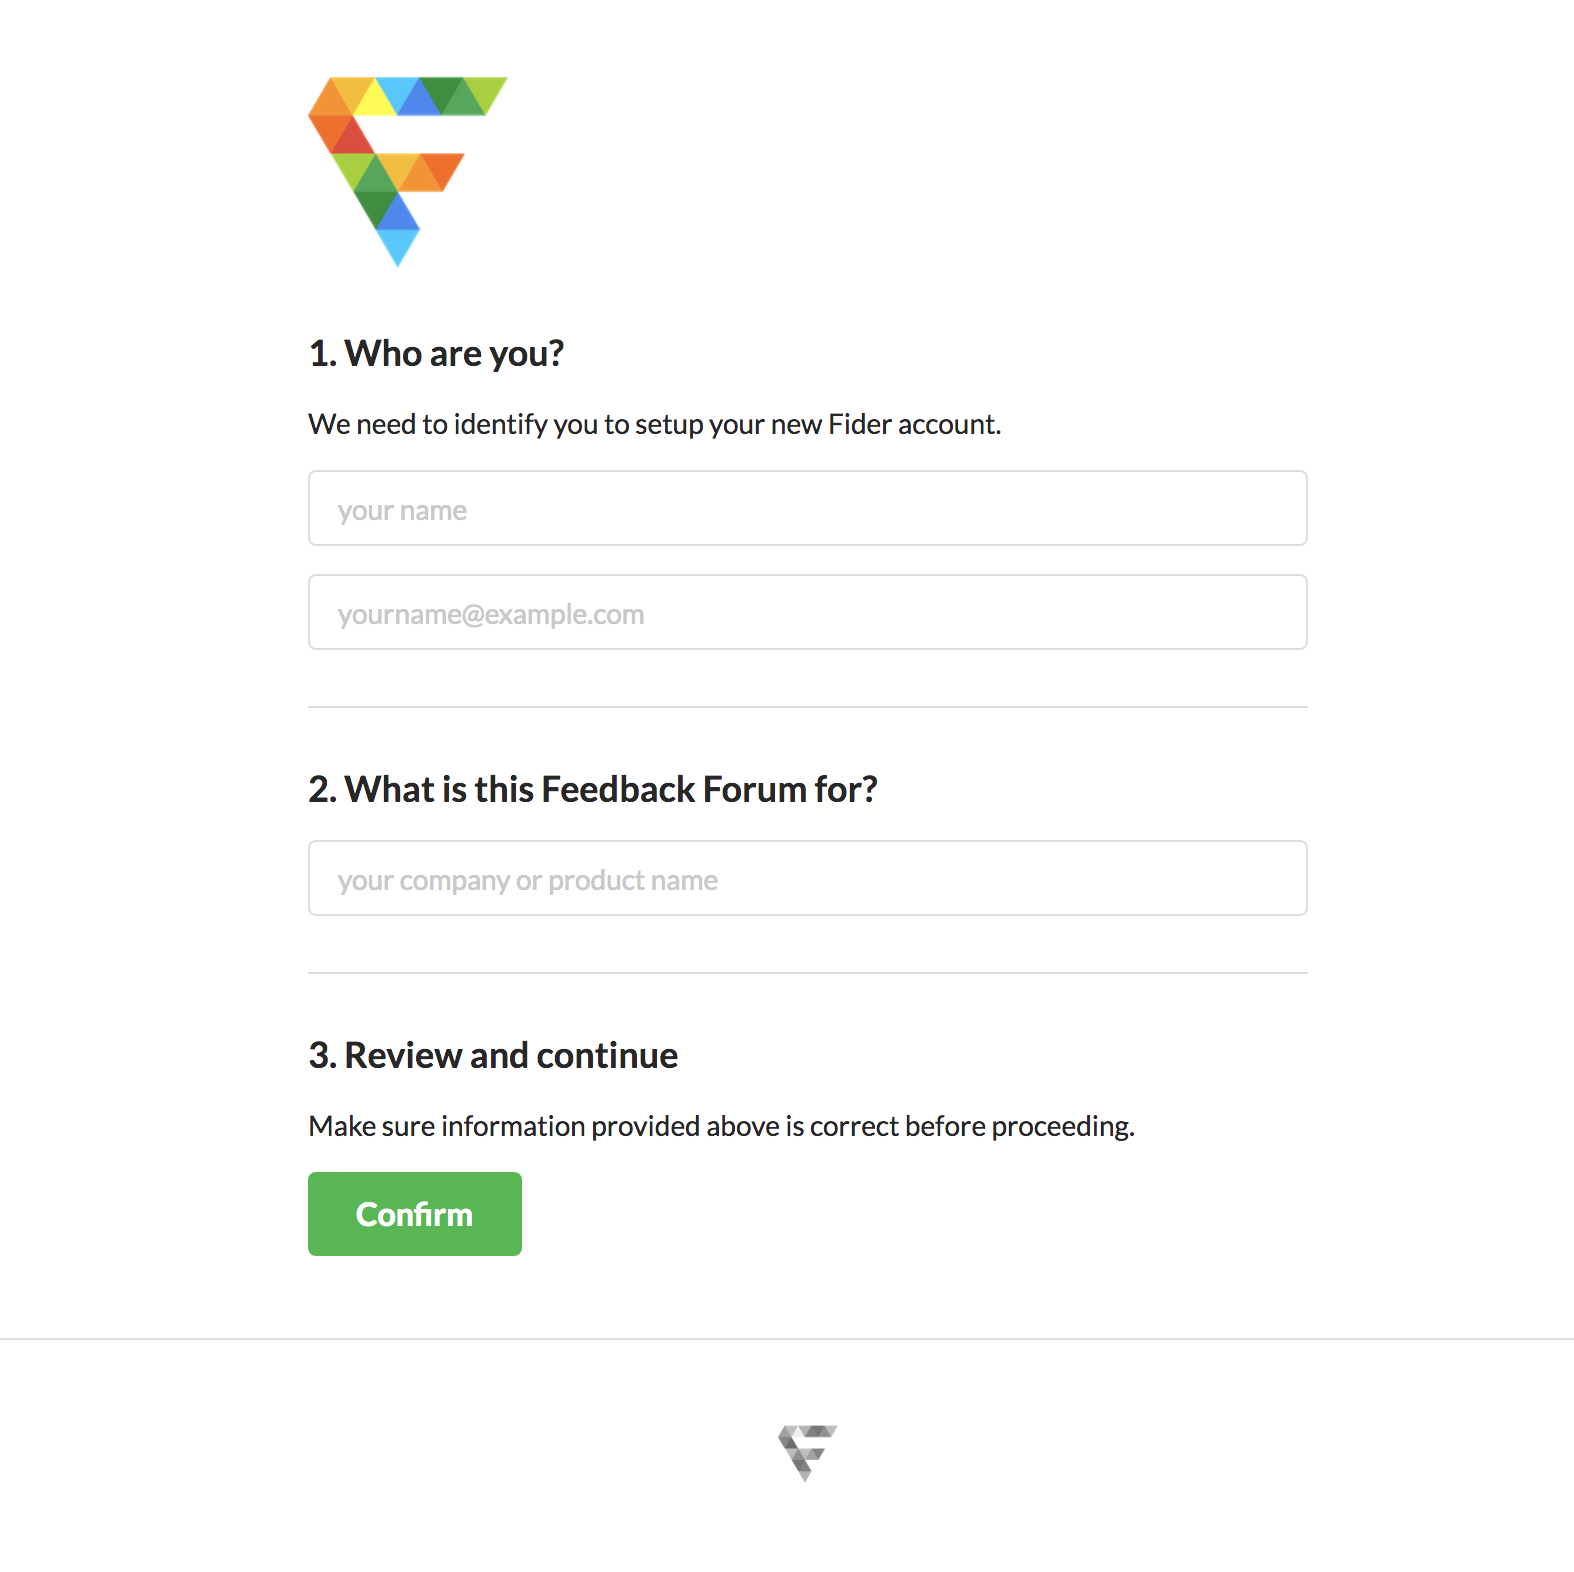 1. Who are you?
We need to identify you to setup your new Fider account.
your name
yourname@example.com
2. What is this Feedback Forum for?
your company or product name
3. Review and continue
Make sure information provided above is correct before proceeding.
Confirm